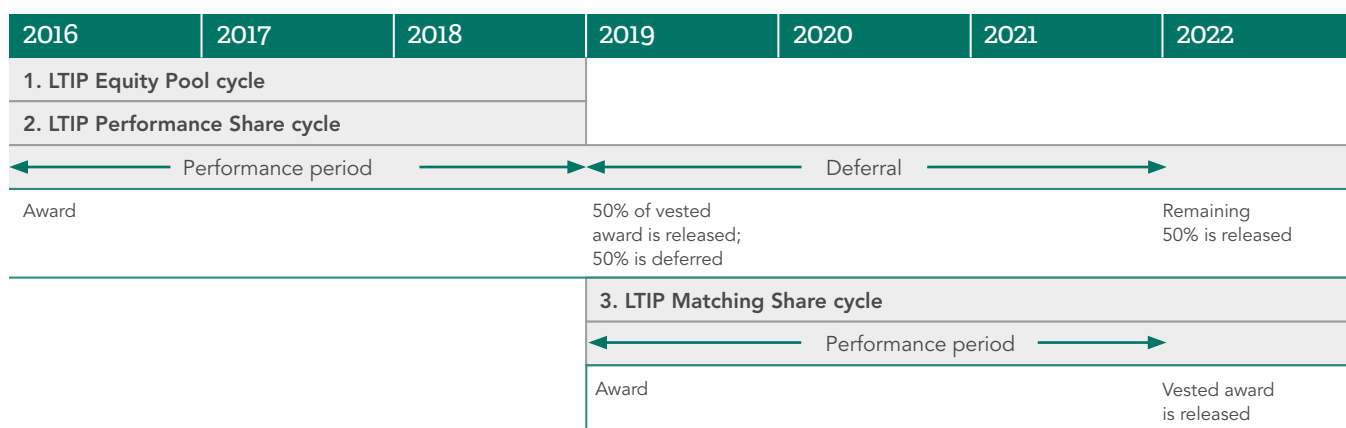 2016 2017 2018 2019 2020 2021 2022
1. LTIP Equity Pool cycle
2. LTIP Performance Share cycle
Performance period Deferral
Award
50% of vested
award is released;
50% is deferred
Remaining
50% is released
3. LTIP Matching Share cycle
Performance period
Award
Vested award
is released